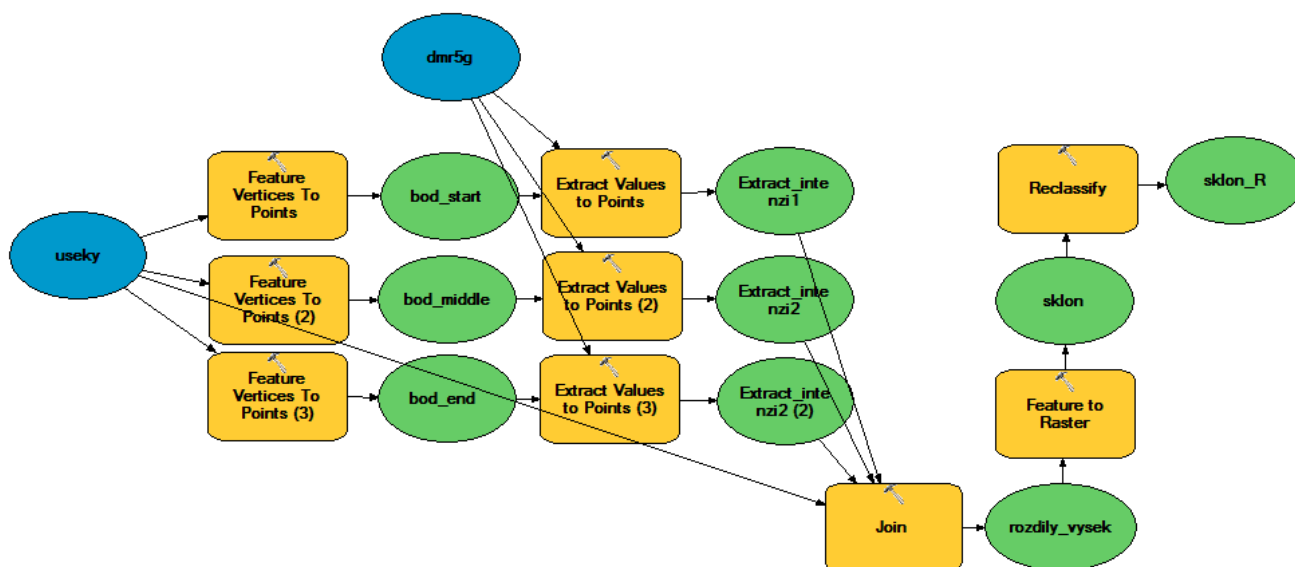 dmr5g
Feature
Vertices To
Points
bod_start
Extract Values
to Points
Extract_inte
nzi1
Reclassify
sklon_R
useky
Feature
Vertices To
Points (2)
bod_middle
Extract Values
to Points (2)
Extract_inte
nzi2
sklon
Feature
Vertices To
Points (3)
bod_end
Extract Values
to Points (3)
Extract_inte
nzi2 (2)
Feature to
Raster
Join
rozdily_vysek